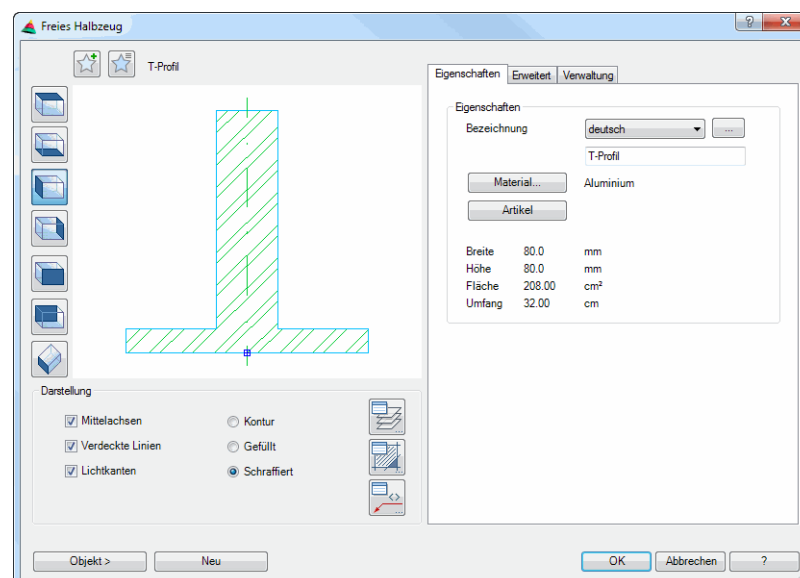 Freies Halbzeug
T-Profil
Eigenschaften Erweitert Verwaltung
Eigenschaften
Bezeichnung deutsch ...
T-Profil
Material... Aluminium
Artikel
Breite 80.0 mm
Höhe 80.0 mm
Fläche 208.00 cm²
Umfang 32.00 cm
Darstellung
Mittelachsen Kontur
Verdeckte Linien Gefüllt
Lichtkanten Schraffiert
Objekt > Neu OK Abbrechen ?